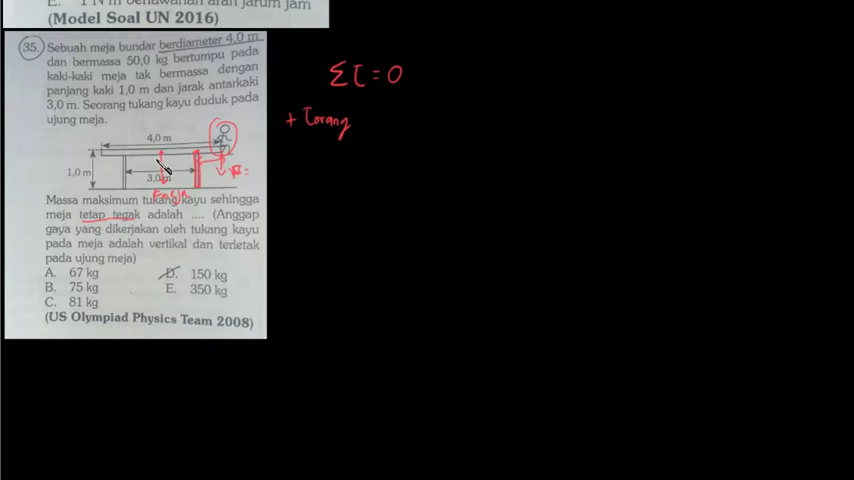 E. 1 N m berlawanan arah jarum jam
(Model Soal UN 2016)
35. Sebuah meja bundar berdiameter 4,0 m
dan bermassa 50,0 kg bertumpu pada
kaki-kaki meja tak bermassa dengan
panjang kaki 1,0 m dan jarak antarkaki
3,0 m. Seorang tukang kayu duduk pada
ujung meja.
4,0 m
1,0 m
3,0 m
Massa maksimum tukang kayu sehingga
meja tetap tegak adalah .... (Anggap
gaya yang dikerjakan oleh tukang kayu
pada meja adalah vertikal dan terletak
pada ujung meja)
A. 67 kg
B. 75 kg
C. 81 kg
D. 150 kg
E. 350 kg
(US Olympiad Physics Team 2008)
Στ = 0
+ τorang